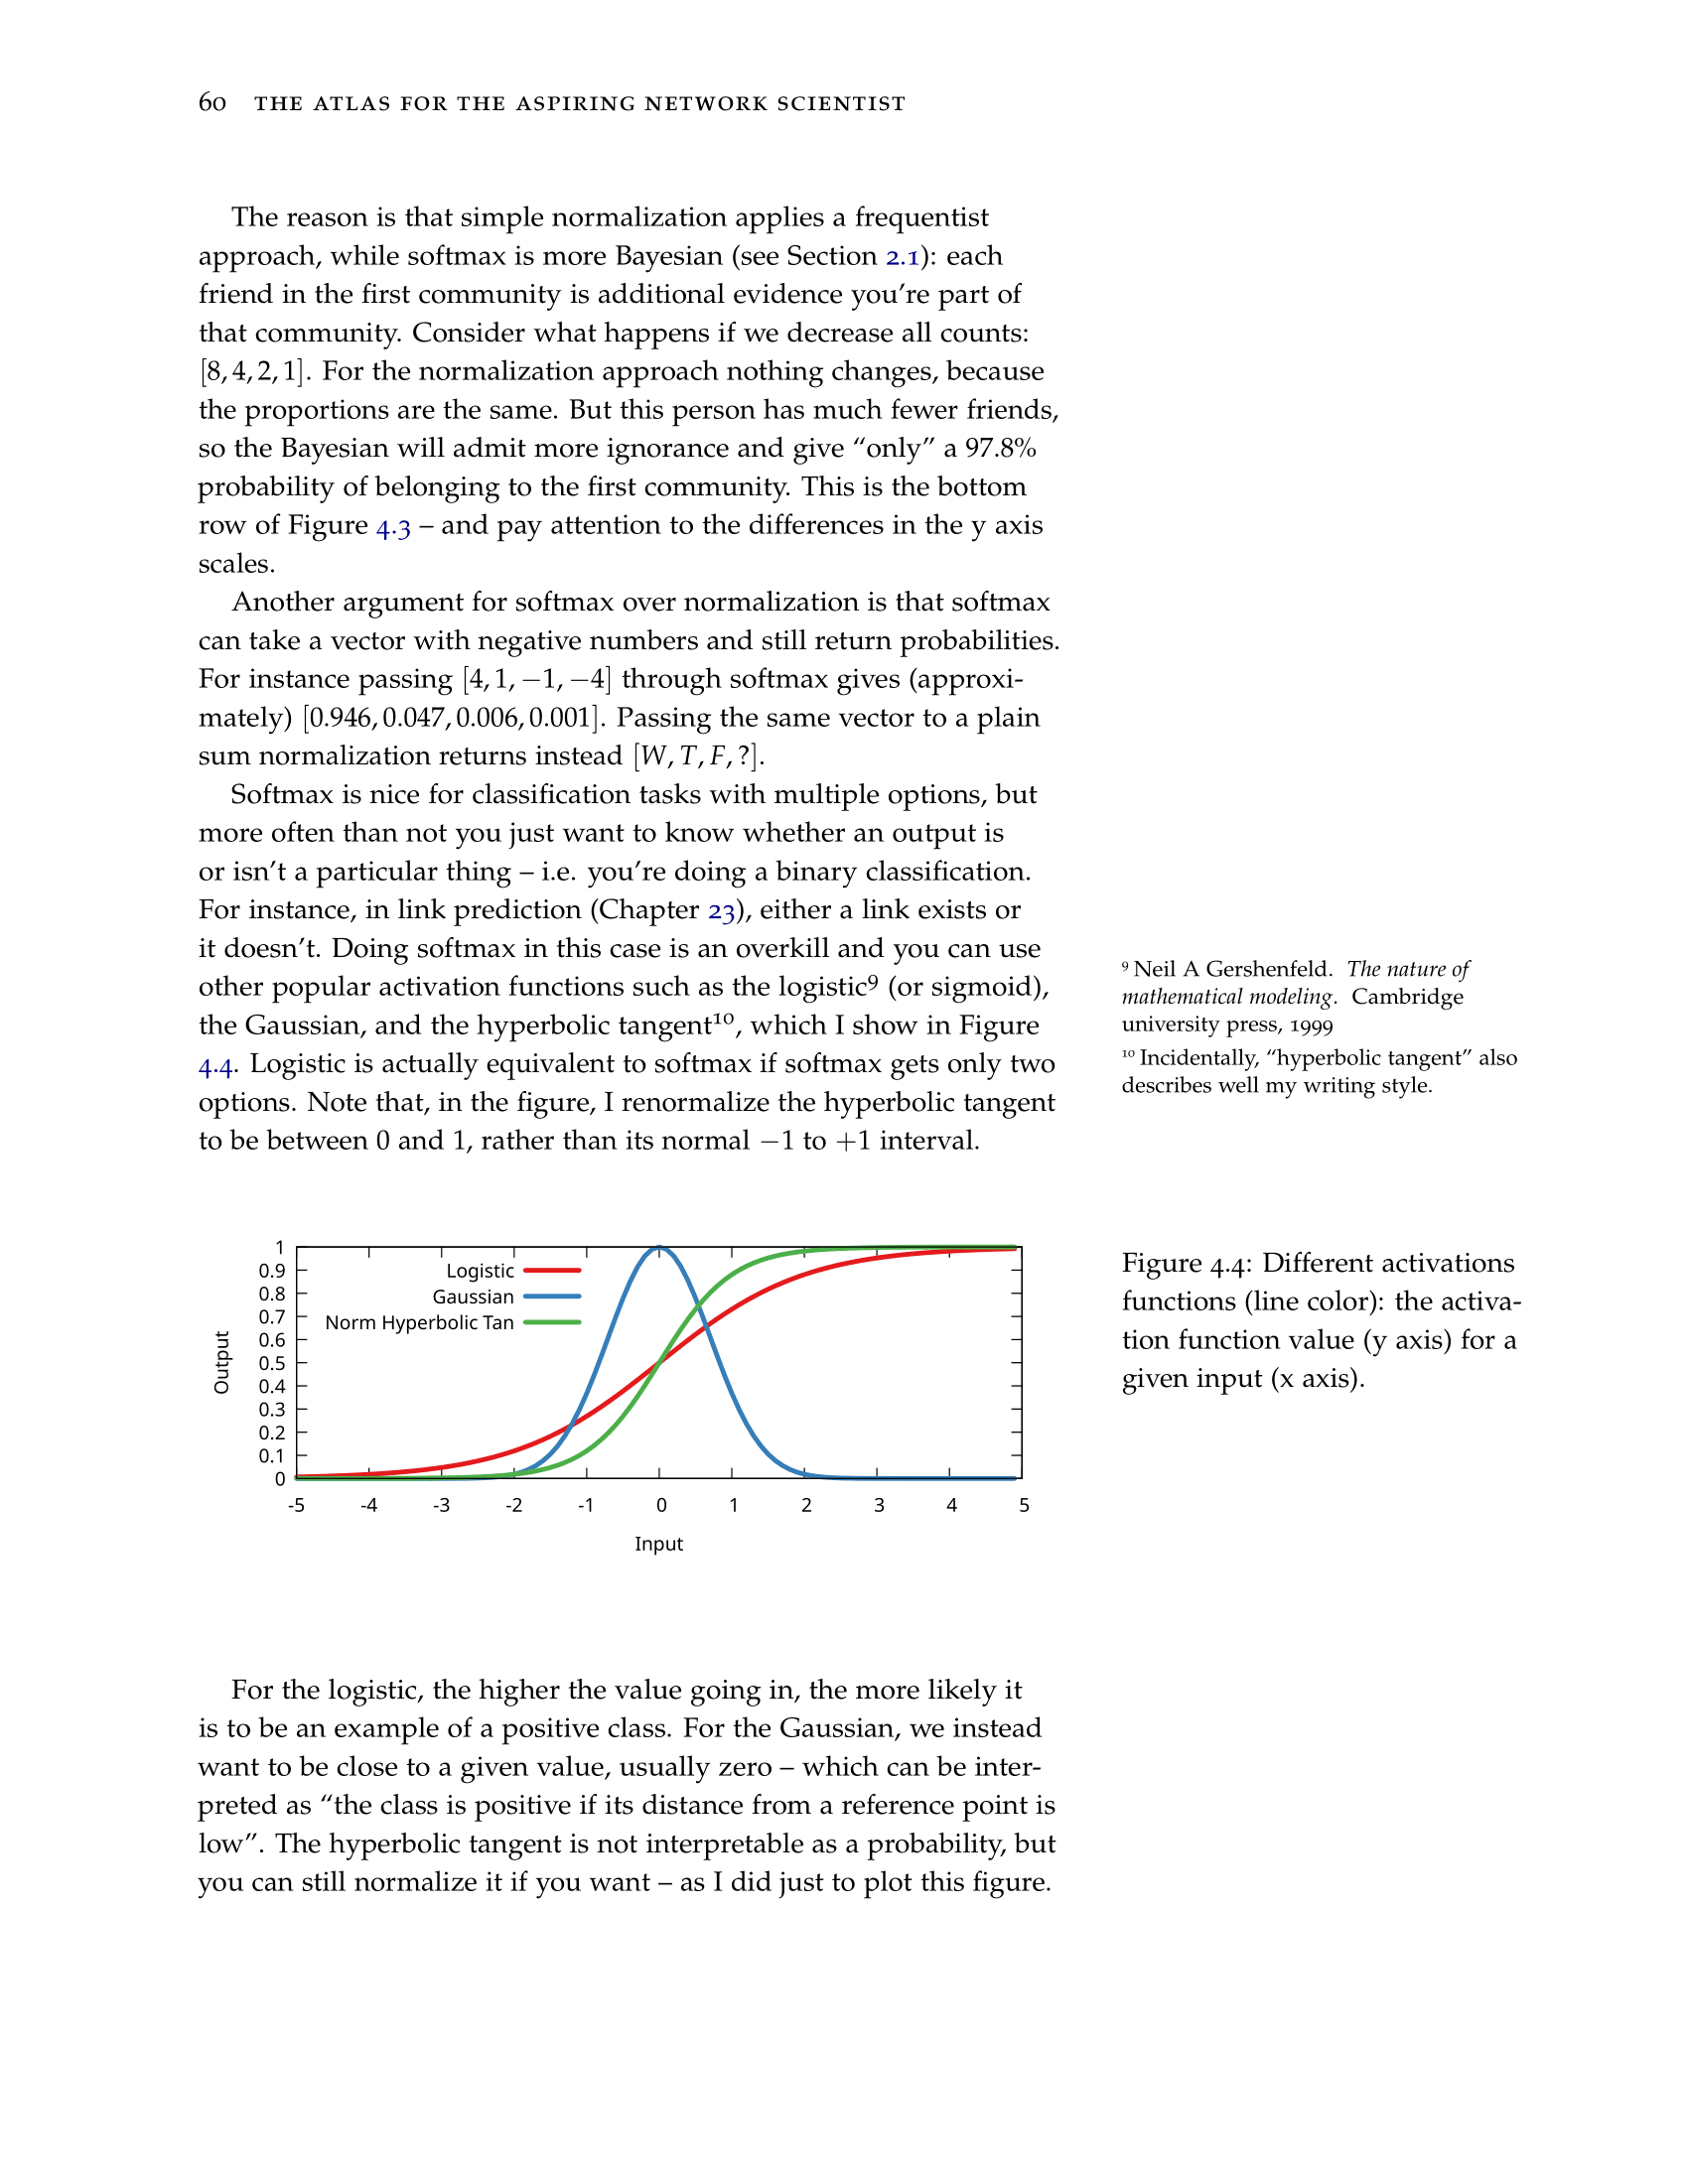 60 THE ATLAS FOR THE ASPIRING NETWORK SCIENTIST
The reason is that simple normalization applies a frequentist
approach, while softmax is more Bayesian (see Section 2.1): each
friend in the first community is additional evidence you're part of
that community. Consider what happens if we decrease all counts:
[8, 4, 2, 1]. For the normalization approach nothing changes, because
the proportions are the same. But this person has much fewer friends,
so the Bayesian will admit more ignorance and give “only” a 97.8%
probability of belonging to the first community. This is the bottom
row of Figure 4.3 – and pay attention to the differences in the y axis
scales.
Another argument for softmax over normalization is that softmax
can take a vector with negative numbers and still return probabilities.
For instance passing [4, 1, −1, −4] through softmax gives (approxi-
mately) [0.946, 0.047, 0.006, 0.001]. Passing the same vector to a plain
sum normalization returns instead [W, T, F, ?].
Softmax is nice for classification tasks with multiple options, but
more often than not you just want to know whether an output is
or isn't a particular thing – i.e. you're doing a binary classification.
For instance, in link prediction (Chapter 23), either a link exists or
it doesn't. Doing softmax in this case is an overkill and you can use
other popular activation functions such as the logistic⁹ (or sigmoid),
the Gaussian, and the hyperbolic tangent¹⁰, which I show in Figure
4.4. Logistic is actually equivalent to softmax if softmax gets only two
options. Note that, in the figure, I renormalize the hyperbolic tangent
to be between 0 and 1, rather than its normal −1 to +1 interval.
⁹ Neil A Gershenfeld. The nature of
mathematical modeling. Cambridge
university press, 1999
¹⁰ Incidentally, “hyperbolic tangent” also
describes well my writing style.
1
0.9
0.8
0.7
0.6
0.5
0.4
0.3
0.2
0.1
0
Output
Logistic
Gaussian
Norm Hyperbolic Tan
-5 -4 -3 -2 -1 0 1 2 3 4 5
Input
Figure 4.4: Different activations
functions (line color): the activa-
tion function value (y axis) for a
given input (x axis).
For the logistic, the higher the value going in, the more likely it
is to be an example of a positive class. For the Gaussian, we instead
want to be close to a given value, usually zero – which can be inter-
preted as “the class is positive if its distance from a reference point is
low”. The hyperbolic tangent is not interpretable as a probability, but
you can still normalize it if you want – as I did just to plot this figure.